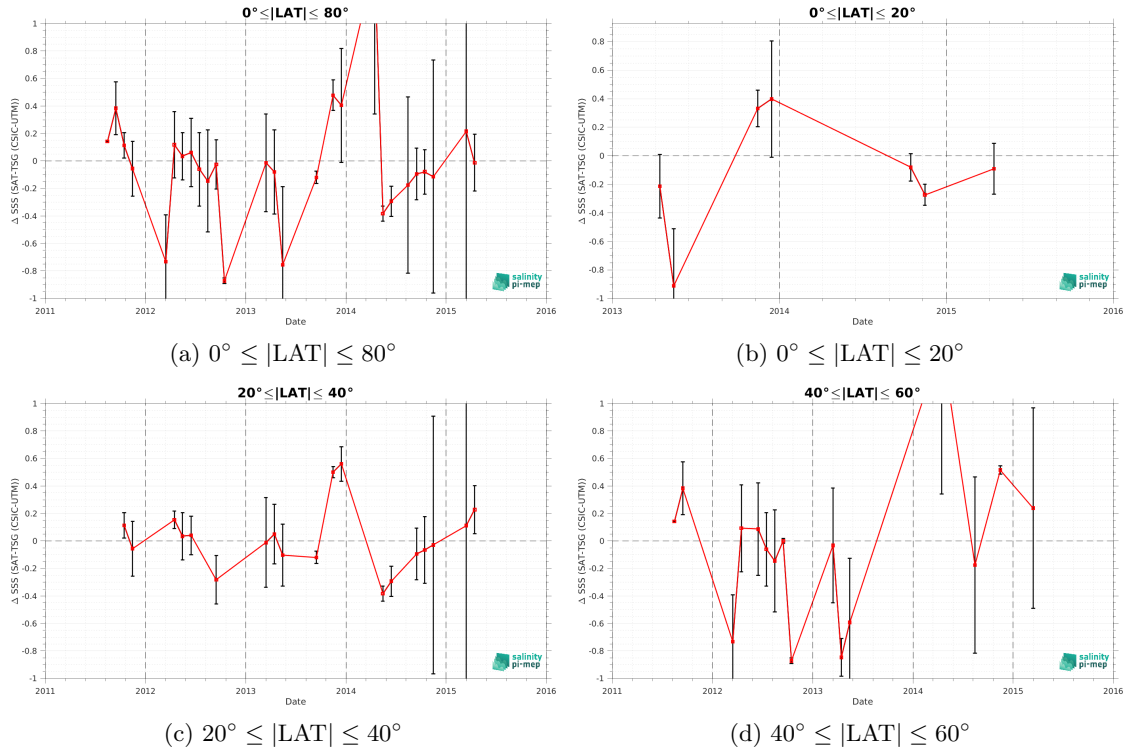 0°≤|LAT|≤ 80°
Δ SSS (SAT-TSG (CSIC-UTM))
1
0.8
0.6
0.4
0.2
0
-0.2
-0.4
-0.6
-0.8
-1
2011 2012 2013 2014 2015 2016
Date
salinity
pi-mep
(a) 0° ≤ |LAT| ≤ 80°
0°≤|LAT|≤ 20°
Δ SSS (SAT-TSG (CSIC-UTM))
0.8
0.6
0.4
0.2
0
-0.2
-0.4
-0.6
-0.8
-1
2013 2014 2015 2016
Date
salinity
pi-mep
(b) 0° ≤ |LAT| ≤ 20°
20°≤|LAT|≤ 40°
Δ SSS (SAT-TSG (CSIC-UTM))
1
0.8
0.6
0.4
0.2
0
-0.2
-0.4
-0.6
-0.8
-1
2011 2012 2013 2014 2015 2016
Date
salinity
pi-mep
(c) 20° ≤ |LAT| ≤ 40°
40°≤|LAT|≤ 60°
Δ SSS (SAT-TSG (CSIC-UTM))
1
0.8
0.6
0.4
0.2
0
-0.2
-0.4
-0.6
-0.8
-1
2011 2012 2013 2014 2015 2016
Date
salinity
pi-mep
(d) 40° ≤ |LAT| ≤ 60°